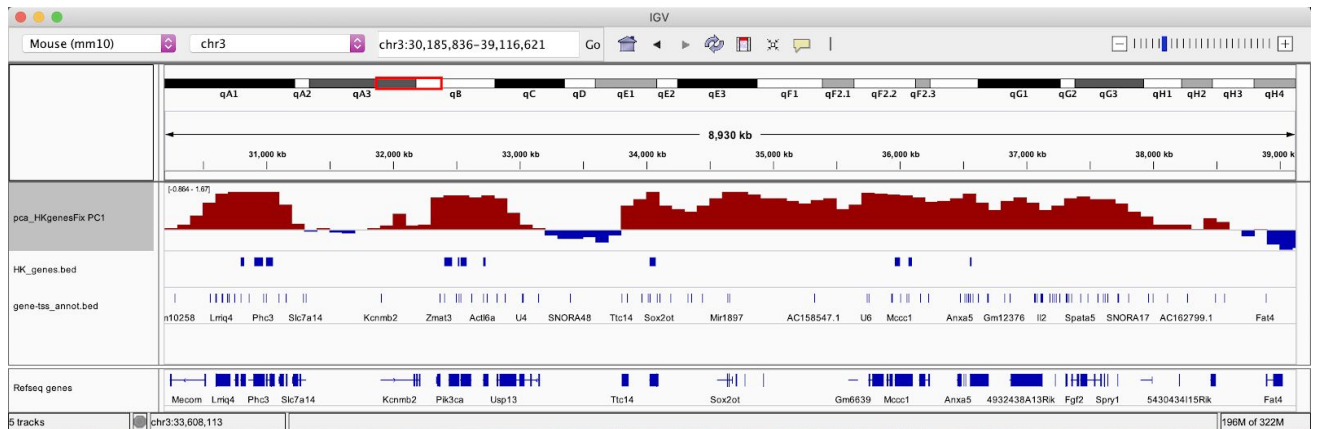 IGV
Mouse (mm10) chr3 chr3:30,185,836-39,116,621 Go
qA1 qA2 qA3 qB qC qD qE1 qE2 qE3 qF1 qF2.1 qF2.2 qF2.3 qG1 qG2 qG3 qH1 qH2 qH3 qH4
8,930 kb
31,000 kb 32,000 kb 33,000 kb 34,000 kb 35,000 kb 36,000 kb 37,000 kb 38,000 kb 39,000 k
[-0.864 - 1.67]
pca_HKgenesFix PC1
HK_genes.bed
gene-tss_annot.bed
n10258 Lrriq4 Phc3 Slc7a14 Kcnmb2 Zmat3 Actl6a U4 SNORA48 Ttc14 Sox2ot Mir1897 AC158547.1 U6 Mccc1 Anxa5 Gm12376 Il2 Spata5 SNORA17 AC162799.1 Fat4
Refseq genes
Mecom Lrriq4 Phc3 Slc7a14 Kcnmb2 Pik3ca Usp13 Ttc14 Sox2ot Gm6639 Mccc1 Anxa5 4932438A13Rik Fgf2 Spry1 5430434I15Rik Fat4
5 tracks chr3:33,608,113 196M of 322M